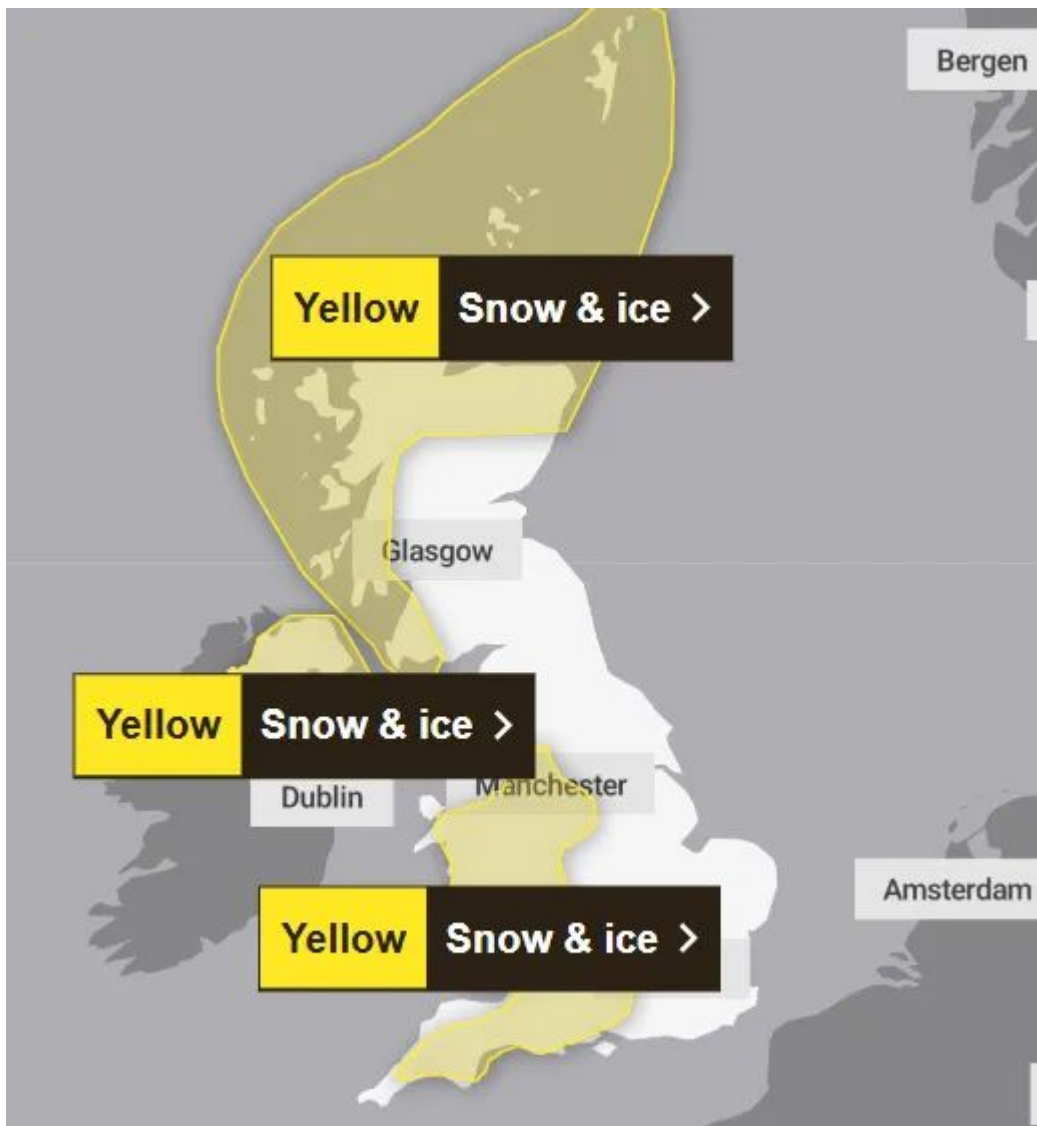 Bergen
Yellow Snow & ice >
Glasgow
Yellow Snow & ice >
Manchester
Dublin
Amsterdam
Yellow Snow & ice >